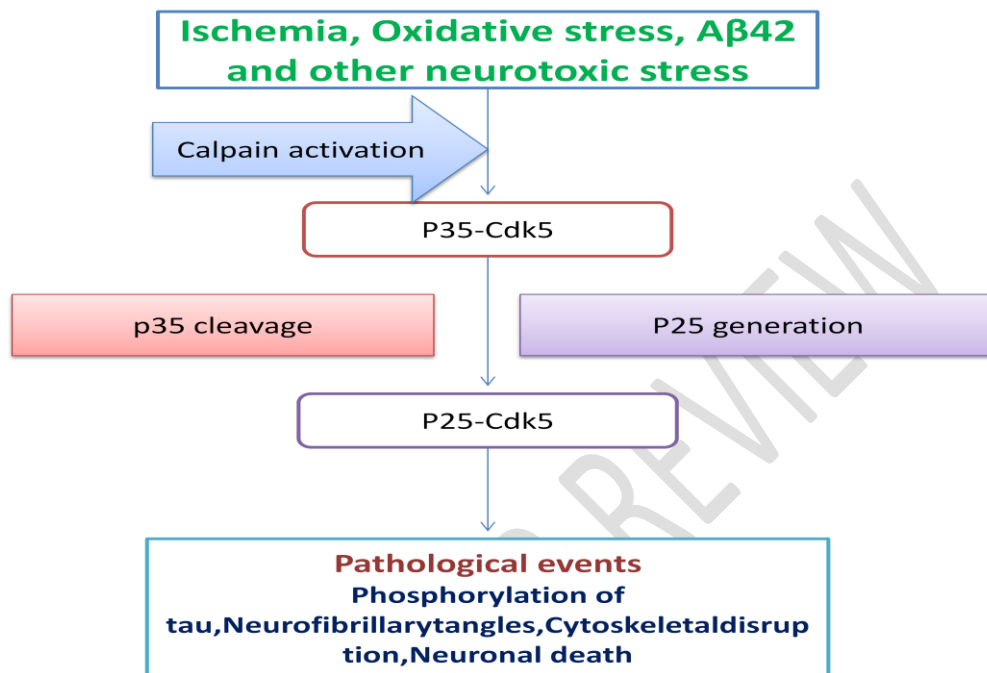 Ischemia, Oxidative stress, Aβ42
and other neurotoxic stress
Calpain activation
P35-Cdk5
p35 cleavage
P25 generation
P25-Cdk5
Pathological events
Phosphorylation of
tau,Neurofibrillarytangles,Cytoskeletaldisrup
tion,Neuronal death
REVIEW